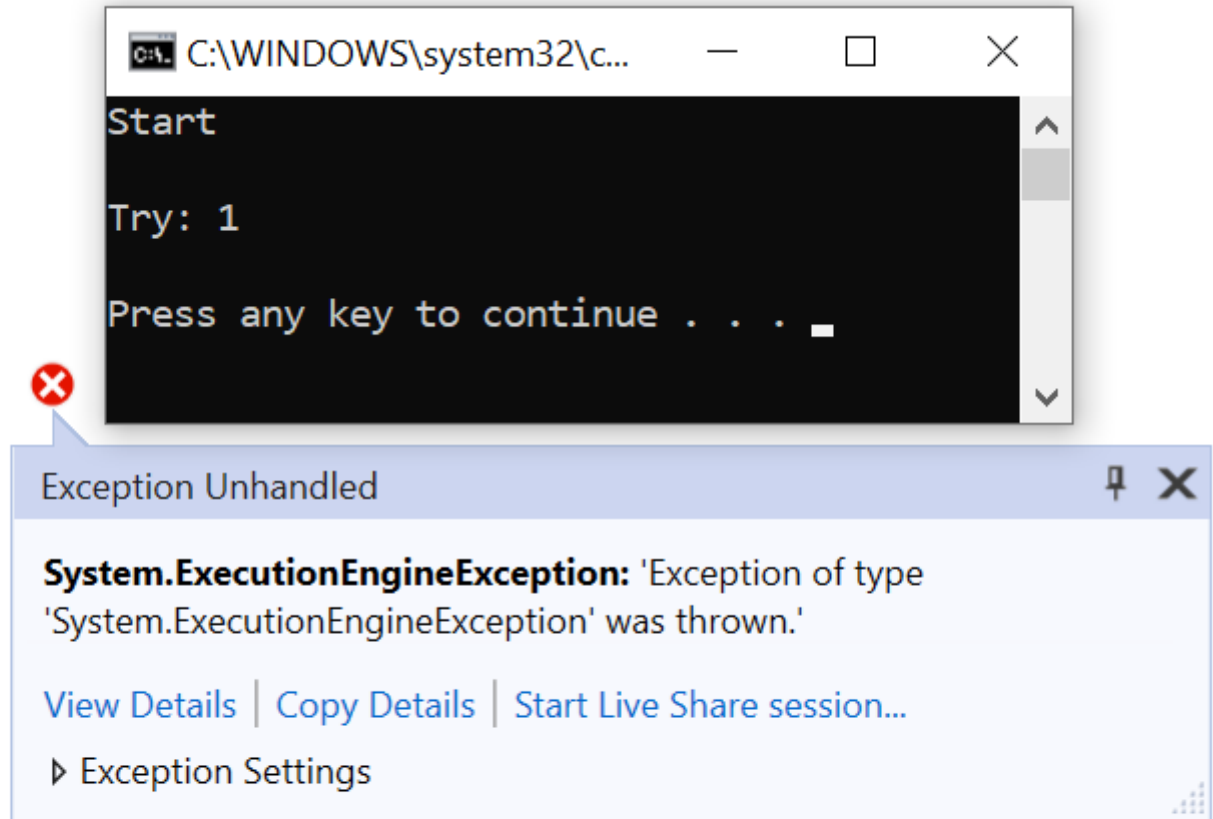 C:\WINDOWS\system32\c...
Start
Try: 1
Press any key to continue . . .
Exception Unhandled
System.ExecutionEngineException: 'Exception of type
'System.ExecutionEngineException' was thrown.'
View Details | Copy Details | Start Live Share session...
Exception Settings